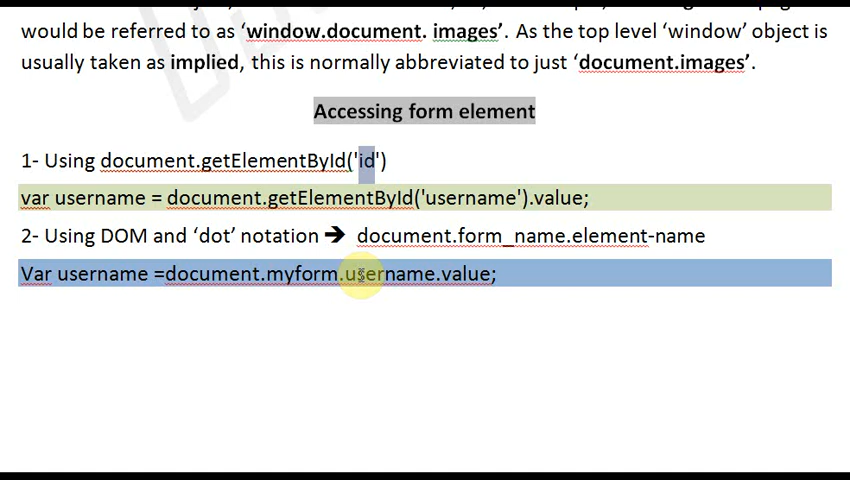 would be referred to as ‘window.document. images’. As the top level ‘window’ object is
usually taken as implied, this is normally abbreviated to just ‘document.images’.
Accessing form element
1- Using document.getElementById('id')
var username = document.getElementById('username').value;
2- Using DOM and ‘dot’ notation → document.form_name.element-name
Var username =document.myform.username.value;